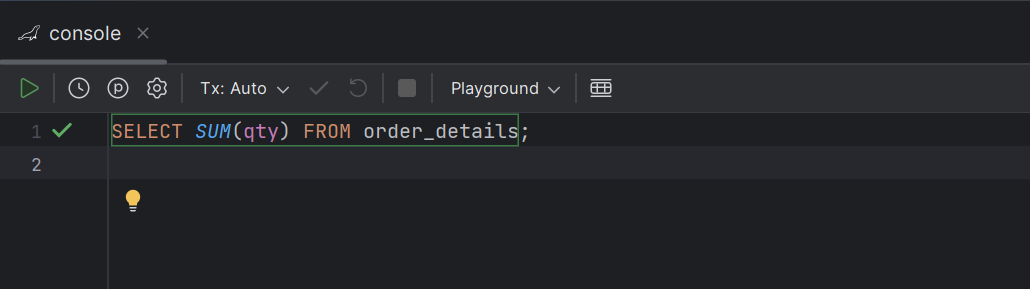 console
Tx: Auto Playground
1 SELECT SUM(qty) FROM order_details;
2